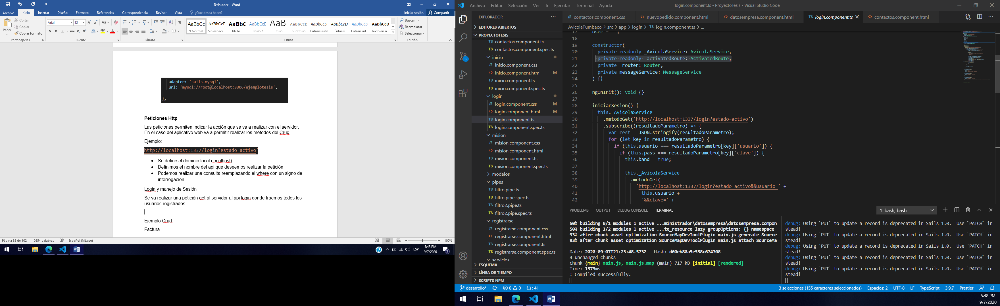 Tesis.docx - Word
Archivo Inicio Insertar Diseño Formato Referencias Correspondencia Revisar Vista ¿Qué desea hacer? Iniciar sesión Compartir
Pegar
Cortar
Copiar
Copiar formato
Portapapeles
Arial 12
N K S abc
Fuente
Párrafo
AaBbCc AaBbCcDc AaBbC AaBbCcC AaB AaBbCcD AaBbCcD AaBbCcD AaBbCcD AaBbCcD
¶ Normal Sin espaci... Título 1 Título 2 Título Subtítulo Énfasis sutil Énfasis Énfasis int... Texto en n...
Estilos
Buscar
Reemplazar
Seleccionar
Edición
adapter: 'sails-mysql',
url: 'mysql://root@localhost:3306/ejemplotesis',
},
Peticiones Http
Las peticiones permiten indicar la acción que se va a realizar con el servidor.
En el caso del aplicativo web va a permitir realizar los métodos del Crud.
Ejemplo:
http://localhost:1337/login?estado=activo'
• Se define el dominio local (localhost)
• Definimos el nombre del api que deseemos realizar la petición
• Podemos realizar una consulta reemplazando el where con un signo de
interrogación.
Login y manejo de Sesión
Se va realizar una petición get al servidor al api login donde traemos todos los
usuarios registrados.
Ejemplo Crud
Factura
Página 85 de 102 10554 palabras Español (México) 100%
ESP 5:48 PM
9/7/2020
2
Archivo Editar Selección Ver Ir Ejecutar Terminal Ayuda
login.component.ts - ProyectoTesis - Visual Studio Code
EXPLORADOR
EDITORES ABIERTOS
PROYECTOTESIS
TS contactos.component.ts
TS contactos.component.spec.ts
inicio
# inicio.component.css
<> inicio.component.html M
TS inicio.component.ts
TS inicio.component.spec.ts
login
# login.component.css M
<> login.component.html M
TS login.component.ts
TS login.component.spec.ts
mision
# mision.component.css
<> mision.component.html
TS mision.component.ts
TS mision.component.spec.ts
modelos
pipes
TS filtro.pipe.ts
TS filtro.pipe.spec.ts
TS filtro2.pipe.ts
TS filtro2.pipe.spec.ts
registrarse
# registrarse.component.css
<> registrarse.component.html
TS registrarse.component.ts
TS registrarse.component.spec.ts
servicios
ESQUEMA
LÍNEA DE TIEMPO
SCRIPTS NPM
10
# contactos.component.css <> nuevopedido.component.html <> datosempresa.component.html TS login.component.ts <> contactos.component.html
AvicolaTumbaco > src > app > login > TS login.component.ts > ...
17 user = '';
18
19 constructor(
20 private readonly _AvicolaService: AvicolaService,
21 private readonly _activatedRoute: ActivatedRoute,
22 private _router: Router,
23 private messageService: MessageService
24 ) {}
25
26 ngOnInit(): void {}
27
28 iniciarSesion() {
29 this._AvicolaService
30 .metodoGet('http://localhost:1337/login?estado=activo')
31 .subscribe((resultadoParametro) => {
32 var rest = JSON.stringify(resultadoParametro);
33 for (let key in resultadoParametro) {
34 if (this.usuario === resultadoParametro[key]['usuario']) {
35 if (this.pass === resultadoParametro[key]['clave']) {
36 this.band = true;
37
38 this._AvicolaService
39 .metodoGet(
40 'http://localhost:1337/login?estado=activo&&usuario=' +
41 this.usuario +
42 '&&clave=' +
PROBLEMS OUTPUT DEBUG CONSOLE TERMINAL
1: bash, bash
50% building 0/1 modules 1 active ...ministrador\datosempresa\datosempresa.compon
50% building 1/2 modules 1 active ...te_resource lazy groupOptions: {} namespace
93% after chunk asset optimization SourceMapDevToolPlugin main.js generate Source
93% after chunk asset optimization SourceMapDevToolPlugin main.js attach SourceMa
Date: 2020-09-07T21:23:48.573Z - Hash: d60eb80a5e558c674708
4 unchanged chunks
chunk {main} main.js, main.js.map (main) 717 kB [initial] [rendered]
Time: 1573ms
: Compiled successfully.
debug: Using `PUT` to update a record is deprecated in Sails 1.0. Use `PATCH` in
stead!
debug: Using `PUT` to update a record is deprecated in Sails 1.0. Use `PATCH` in
stead!
debug: Using `PUT` to update a record is deprecated in Sails 1.0. Use `PATCH` in
stead!
debug: Using `PUT` to update a record is deprecated in Sails 1.0. Use `PATCH` in
stead!
debug: Using `PUT` to update a record is deprecated in Sails 1.0. Use `PATCH` in
stead!
desarrollo* 0 0 {..} : 41
3 selecciones (155 caracteres seleccionados) Espacios: 2 UTF-8 LF TypeScript 3.9.7 Prettier
5:48 PM
9/7/2020